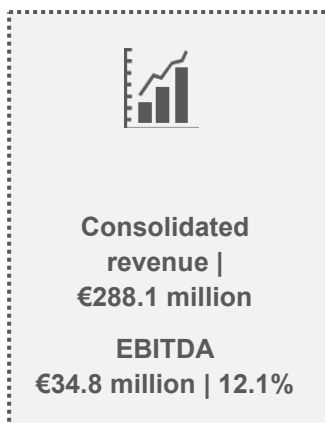 Consolidated
revenue |
€288.1 million
EBITDA
€34.8 million | 12.1%